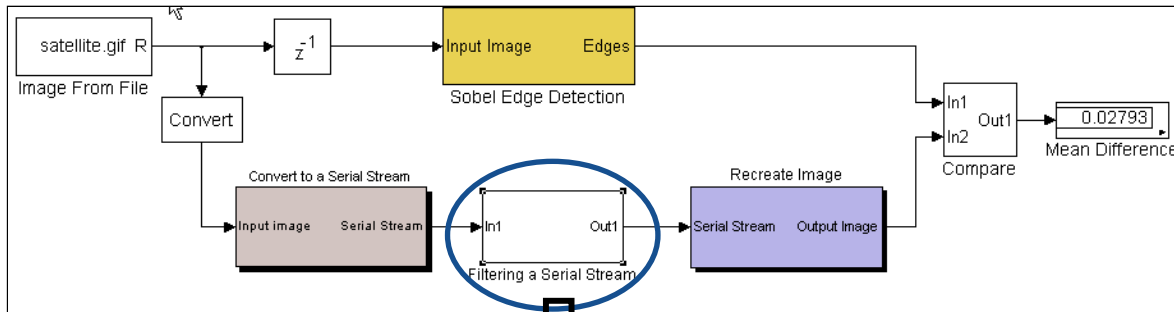 satellite.gif R
Image From File
z-1
Input Image Edges
Sobel Edge Detection
Convert
Convert to a Serial Stream
Input image Serial Stream
In1 Out1
Filtering a Serial Stream
Recreate Image
Serial Stream Output Image
In1
In2
Out1
Compare
0.02793
Mean Difference